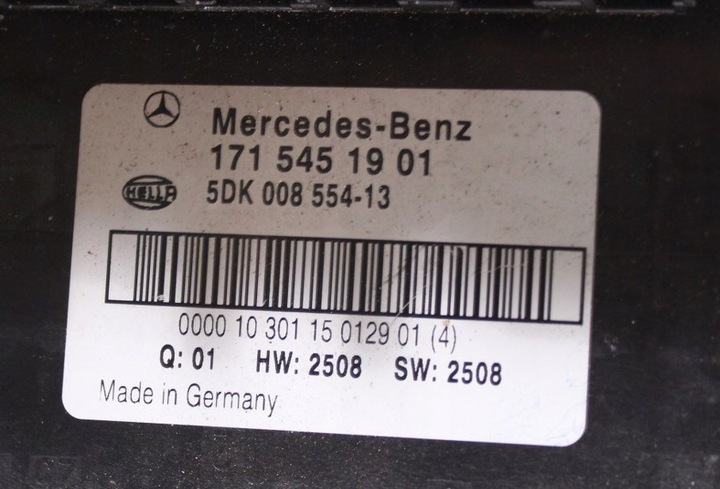 Mercedes-Benz
171 545 19 01
HELLA
5DK 008 554-13
0000 10 301 15 0129 01 (4)
Q: 01 HW: 2508 SW: 2508
Made in Germany